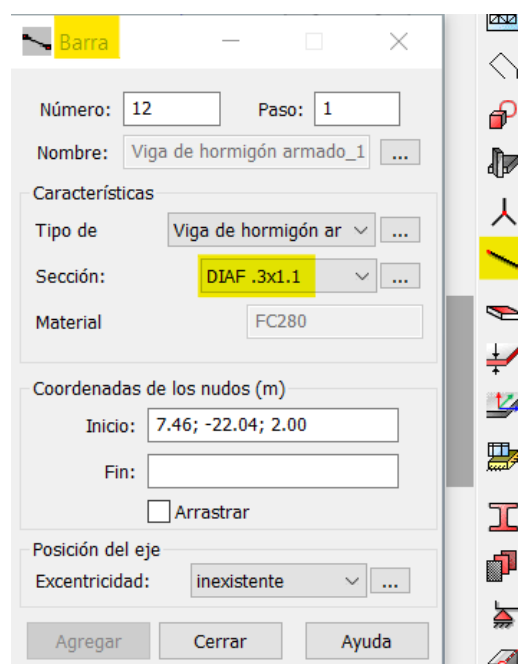 Barra
Número: 12 Paso: 1
Nombre: Viga de hormigón armado_1 ...
Características
Tipo de Viga de hormigón ar ...
Sección: DIAF .3x1.1 ...
Material FC280
Coordenadas de los nudos (m)
Inicio: 7.46; -22.04; 2.00
Fin:
Arrastrar
Posición del eje
Excentricidad: inexistente ...
Agregar Cerrar Ayuda